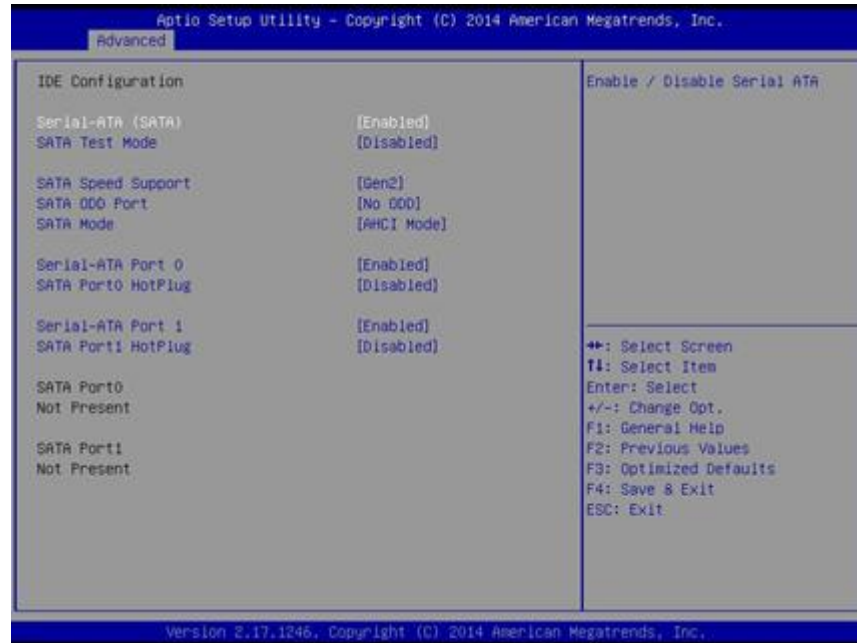 Aptio Setup Utility - Copyright (C) 2014 American Megatrends, Inc.
Advanced
IDE Configuration
Serial-ATA (SATA) [Enabled]
SATA Test Mode [Disabled]
SATA Speed Support [Gen2]
SATA ODD Port [No ODD]
SATA Mode [AHCI Mode]
Serial-ATA Port 0 [Enabled]
SATA Port0 HotPlug [Disabled]
Serial-ATA Port 1 [Enabled]
SATA Port1 HotPlug [Disabled]
SATA Port0
Not Present
SATA Port1
Not Present
Enable / Disable Serial ATA
→←: Select Screen
↑↓: Select Item
Enter: Select
+/-: Change Opt.
F1: General Help
F2: Previous Values
F3: Optimized Defaults
F4: Save & Exit
ESC: Exit
Version 2.17.1246. Copyright (C) 2014 American Megatrends, Inc.